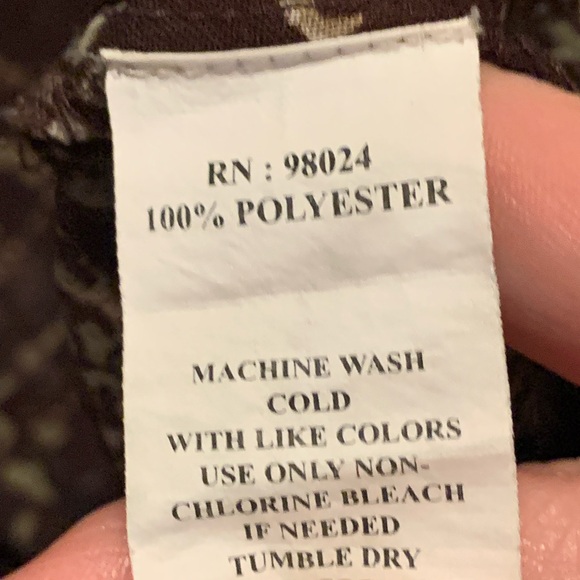 RN : 98024
100% POLYESTER
MACHINE WASH
COLD
WITH LIKE COLORS
USE ONLY NON-
CHLORINE BLEACH
IF NEEDED
TUMBLE DRY